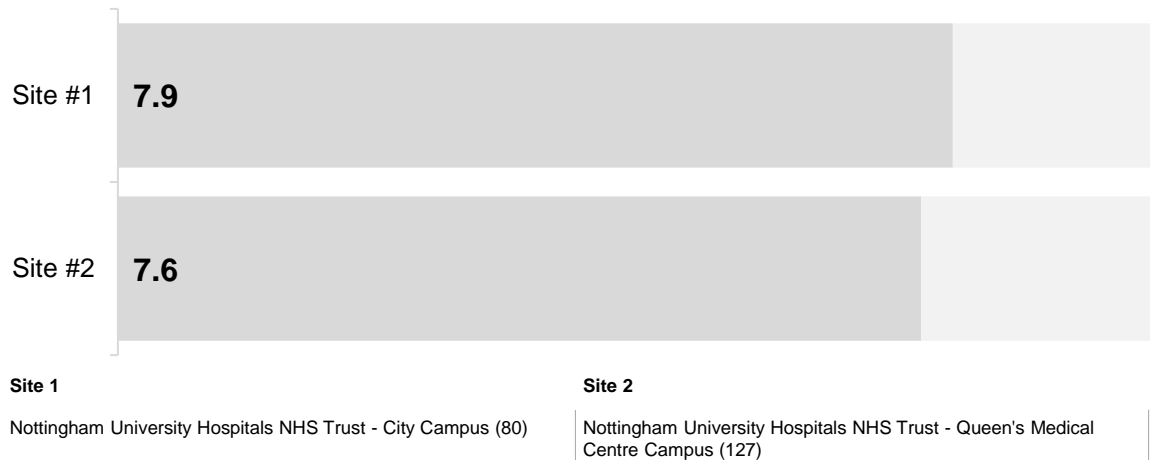 Site #1
7.9
Site #2
7.6
Site 1
Site 2
Nottingham University Hospitals NHS Trust - City Campus (80)
Nottingham University Hospitals NHS Trust - Queen's Medical
Centre Campus (127)